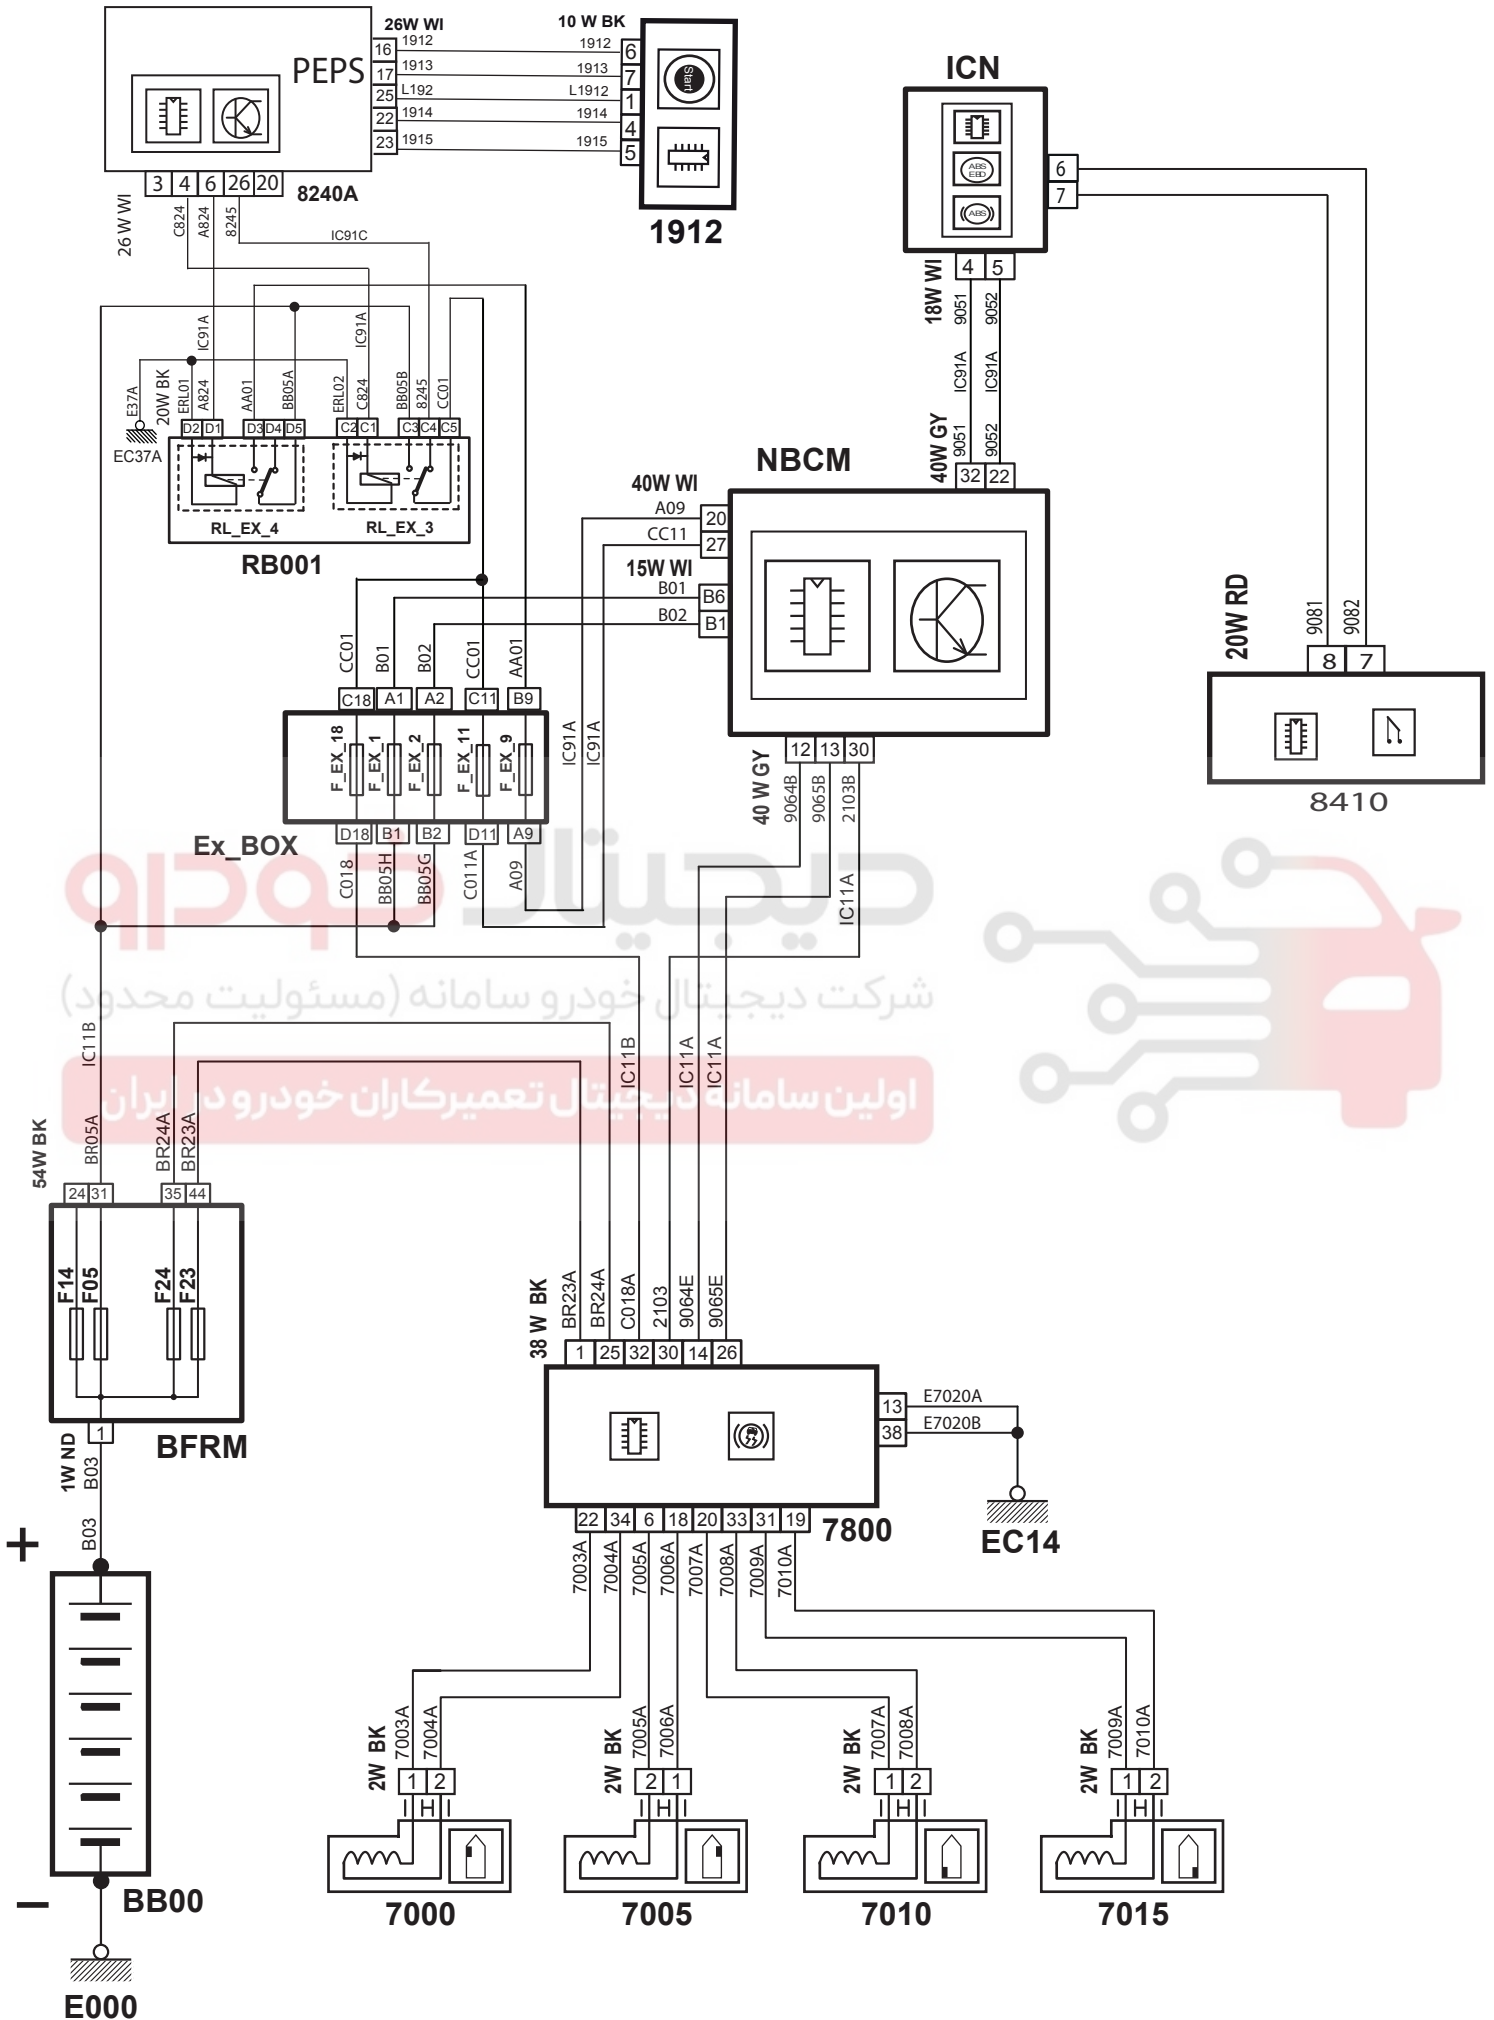 26W WI
PEPS
16 1912
17 1913
25 L192
22 1914
23 1915
10 W BK
1912 6
1913 7
L1912 1
1914 4
1915 5
Start
1912
3 4 6 26 20
8240A
26 W WI
C824
A824
8245
IC91C
ICN
ABS
EBD
ABS
6
7
18W WI
4 5
9051
9052
IC91A
IC91A
9051
9052
40W GY
32 22
NBCM
IC91A
IC91A
E37A
EC37A
20W BK
ERL01
A824
AA01
BB05A
ERL02
C824
BB05B
8245
CC01
D2 D1 D3 D4 D5
C2 C1 C3 C4 C5
RL_EX_4
RL_EX_3
RB001
40W WI
A09 20
CC11 27
15W WI
B01 B6
B02 B1
CC01
B01
B02
CC01
AA01
C18 A1 A2 C11 B9
F_EX_18
F_EX_1
F_EX_2
F_EX_11
F_EX_9
D18 B1 B2 D11 A9
Ex_BOX
C018
BB05H
BB05G
C011A
A09
IC91A
IC91A
12 13 30
40 W GY
9064B
9065B
2103B
IC11A
20W RD
9081
9082
8 7
8410
دیجیتال خودرو
شرکت دیجیتال خودرو سامانه (مسئولیت محدود)
اولین سامانه دیجیتال تعمیرکاران خودرو در ایران
IC11B
IC11B
IC11A
IC11A
54W BK
BR05A
BR24A
BR23A
24 31 35 44
F14
F05
F24
F23
1
BFRM
1W ND
B03
B03
+
–
BB00
E000
38 W BK
BR23A
BR24A
C018A
2103
9064E
9065E
1 25 32 30 14 26
13 E7020A
38 E7020B
EC14
22 34 6 18 20 33 31 19
7800
7003A
7004A
7005A
7006A
7007A
7008A
7009A
7010A
2W BK
7003A
7004A
1 2
7000
2W BK
7005A
7006A
2 1
7005
2W BK
7007A
7008A
1 2
7010
2W BK
7009A
7010A
1 2
7015